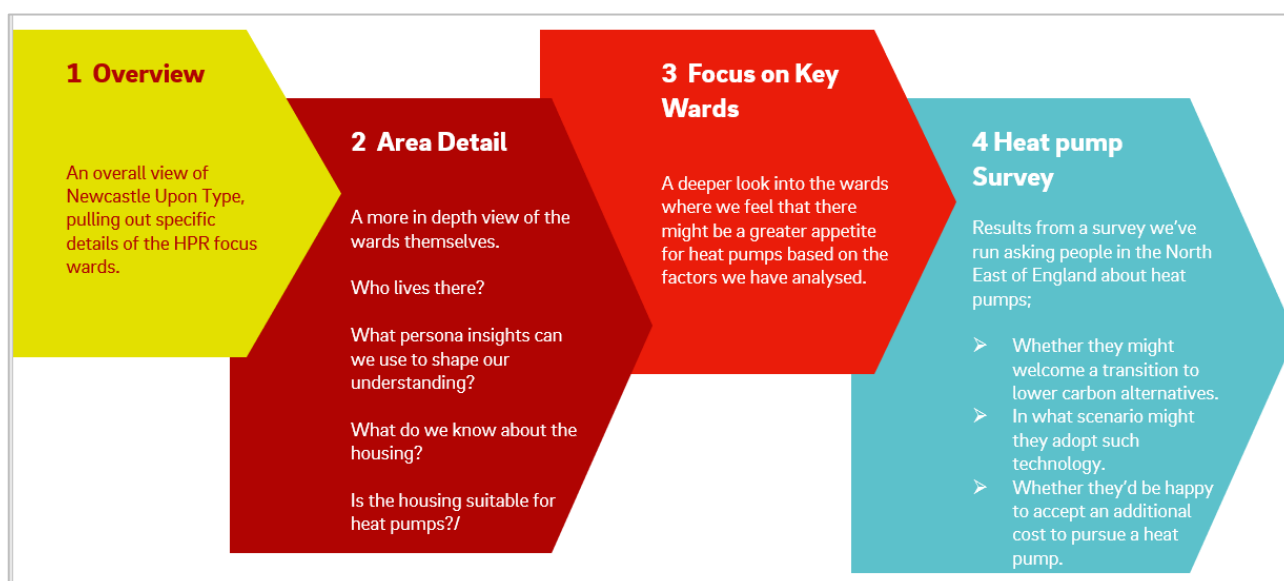 1 Overview
An overall view of
Newcastle Upon Type,
pulling out specific
details of the HPR focus
wards.
2 Area Detail
A more in depth view of the
wards themselves.
Who lives there?
What persona insights can
we use to shape our
understanding?
What do we know about the
housing?
Is the housing suitable for
heat pumps?/
3 Focus on Key
Wards
A deeper look into the wards
where we feel that there
might be a greater appetite
for heat pumps based on the
factors we have analysed.
4 Heat pump
Survey
Results from a survey we’ve
run asking people in the North
East of England about heat
pumps;
➢ Whether they might
welcome a transition to
lower carbon alternatives.
➢ In what scenario might
they adopt such
technology.
➢ Whether they’d be happy
to accept an additional
cost to pursue a heat
pump.